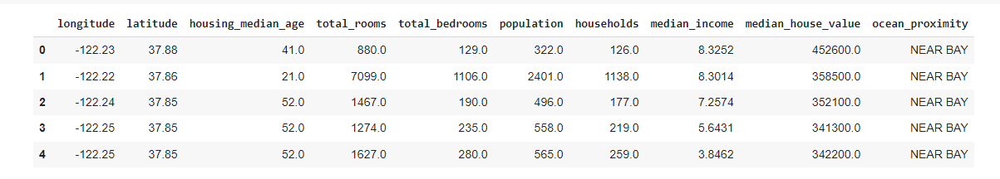 longitude latitude housing_median_age total_rooms total_bedrooms population households median_income median_house_value ocean_proximity
0 -122.23 37.88 41.0 880.0 129.0 322.0 126.0 8.3252 452600.0 NEAR BAY
1 -122.22 37.86 21.0 7099.0 1106.0 2401.0 1138.0 8.3014 358500.0 NEAR BAY
2 -122.24 37.85 52.0 1467.0 190.0 496.0 177.0 7.2574 352100.0 NEAR BAY
3 -122.25 37.85 52.0 1274.0 235.0 558.0 219.0 5.6431 341300.0 NEAR BAY
4 -122.25 37.85 52.0 1627.0 280.0 565.0 259.0 3.8462 342200.0 NEAR BAY